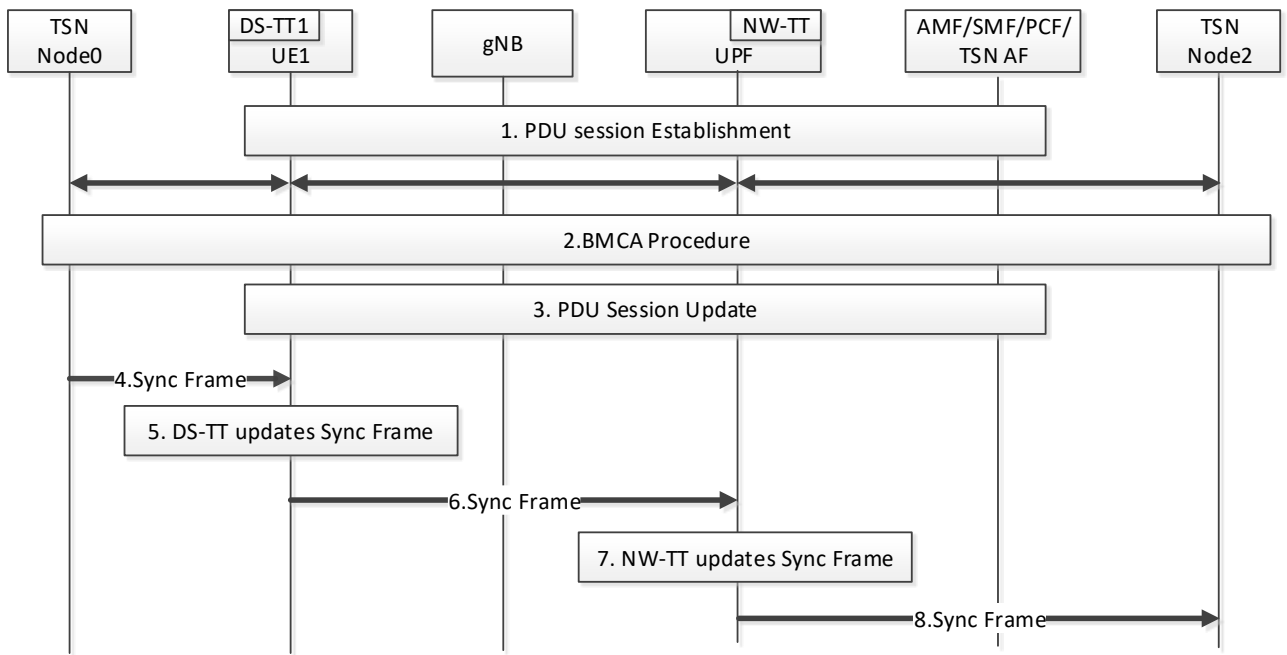 TSN
Node0
DS-TT1
UE1
gNB
NW-TT
UPF
AMF/SMF/PCF/
TSN AF
TSN
Node2
1. PDU session Establishment
2.BMCA Procedure
3. PDU Session Update
4.Sync Frame
5. DS-TT updates Sync Frame
6.Sync Frame
7. NW-TT updates Sync Frame
8.Sync Frame